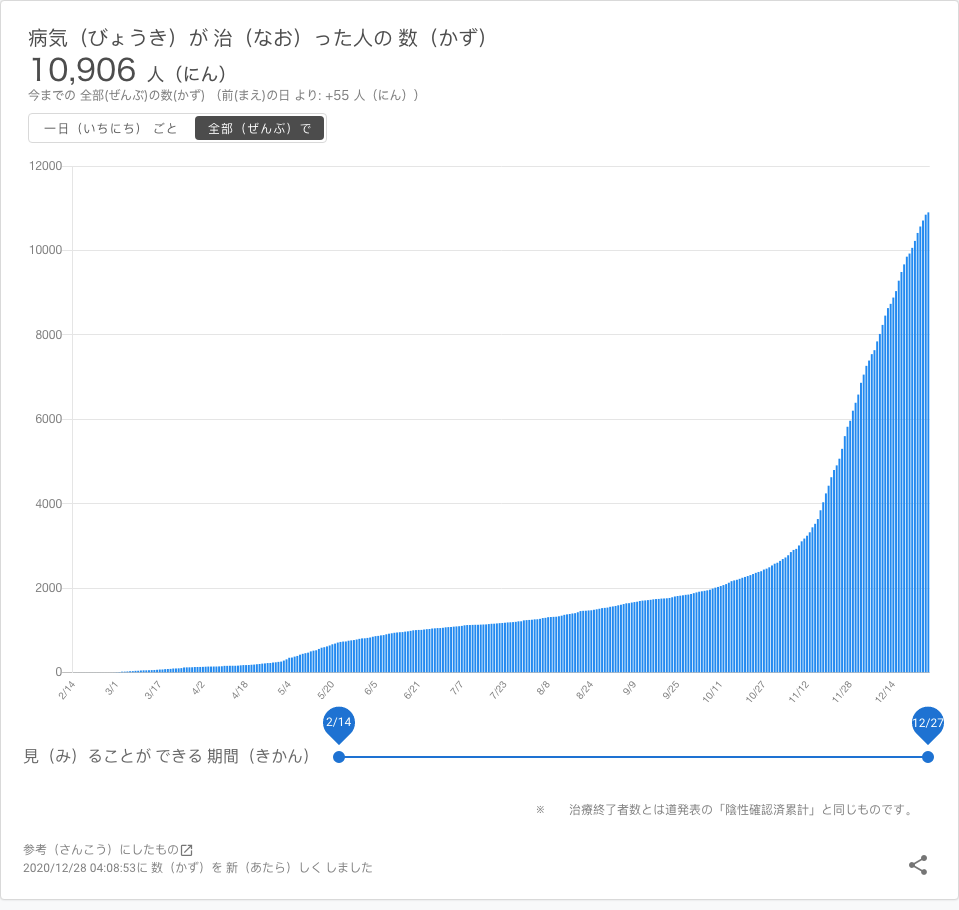 病気（びょうき）が 治（なお）った人の 数（かず）
10,906 人（にん）
今までの 全部(ぜんぶ)の数(かず) （前(まえ)の日 より: +55 人（にん））
一日（いちにち） ごと 全部（ぜんぶ）で
12000
10000
8000
6000
4000
2000
0
2/14 3/1 3/17 4/2 4/18 5/4 5/20 6/5 6/21 7/7 7/23 8/8 8/24 9/9 9/25 10/11 10/27 11/12 11/28 12/14
2/14 12/27
見（み）ることが できる 期間（きかん）
※ 治療終了者数とは道発表の「陰性確認済累計」と同じものです。
参考（さんこう）にしたもの
2020/12/28 04:08:53に 数（かず）を 新（あたら）しく しました